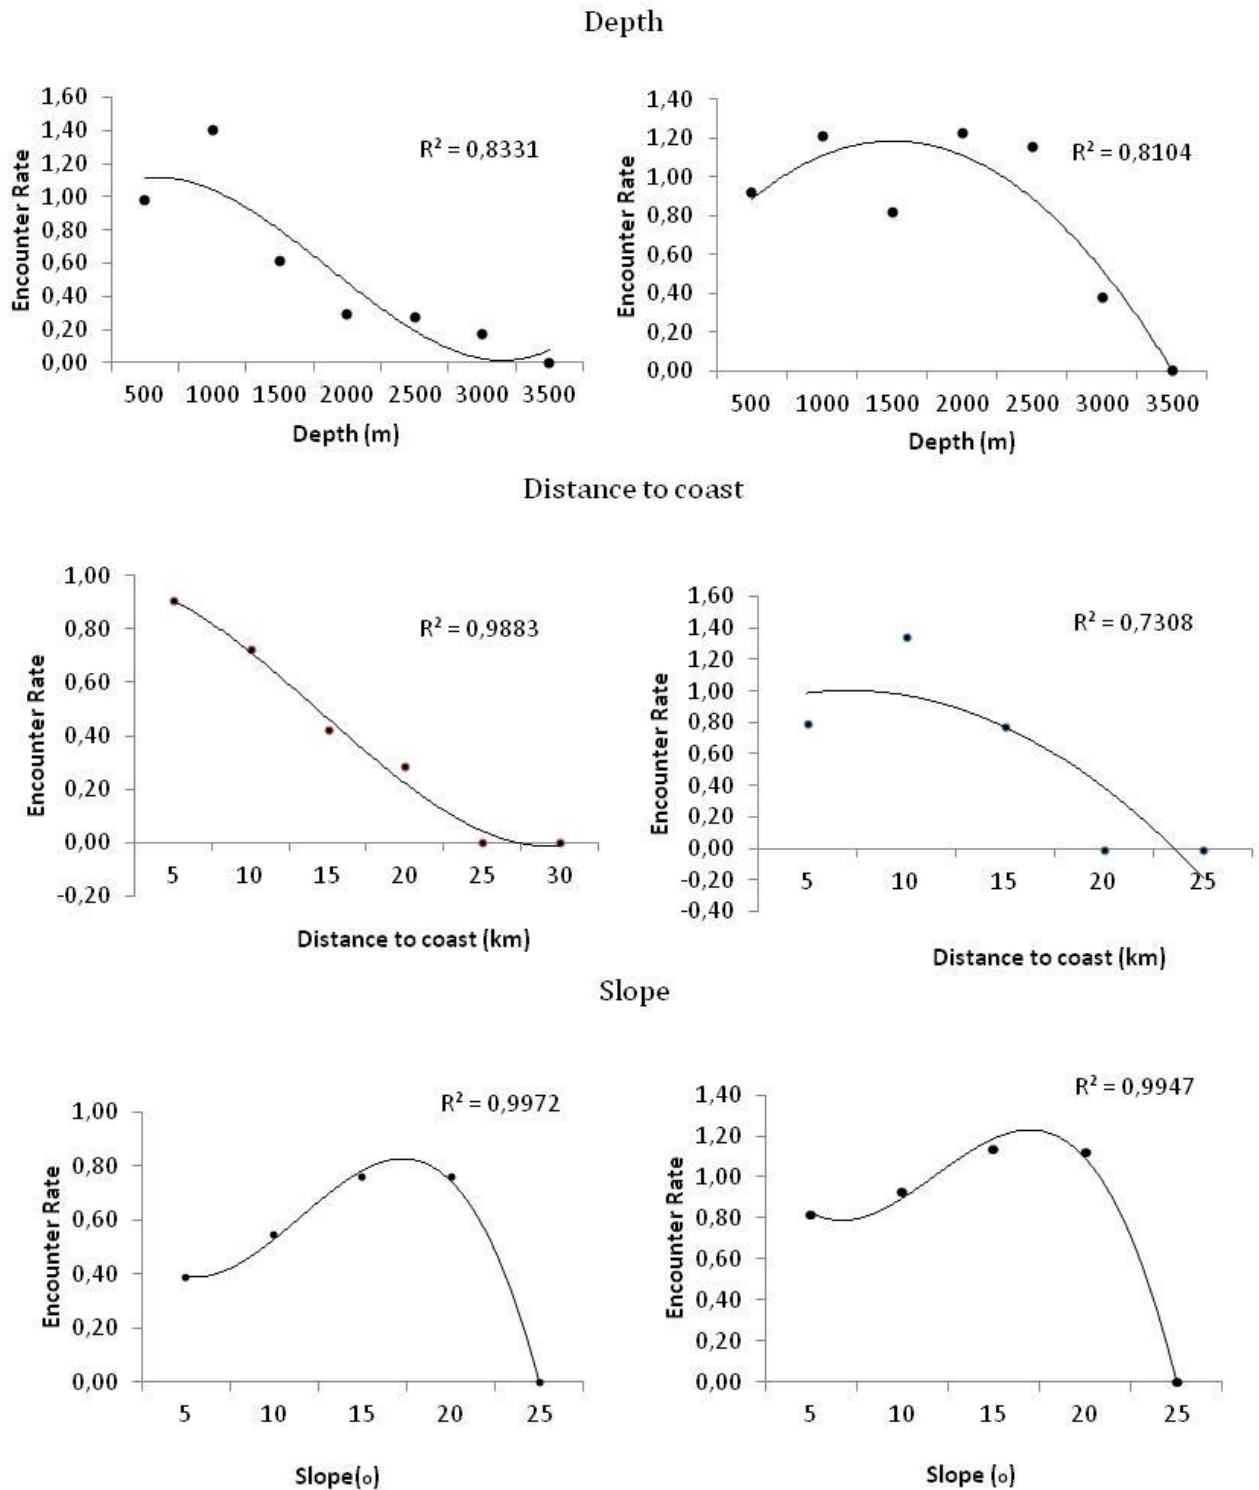 Depth
1,60
1,40
1,20
1,00
0,80
0,60
0,40
0,20
0,00
Encounter Rate
R² = 0,8331
500 1000 1500 2000 2500 3000 3500
Depth (m)
1,40
1,20
1,00
0,80
0,60
0,40
0,20
0,00
Encounter Rate
R² = 0,8104
500 1000 1500 2000 2500 3000 3500
Depth (m)
Distance to coast
1,00
0,80
0,60
0,40
0,20
0,00
-0,20
Encounter Rate
R² = 0,9883
5 10 15 20 25 30
Distance to coast (km)
1,60
1,40
1,20
1,00
0,80
0,60
0,40
0,20
0,00
-0,20
-0,40
Encounter Rate
R² = 0,7308
5 10 15 20 25
Distance to coast (km)
Slope
1,00
0,80
0,60
0,40
0,20
0,00
Encounter Rate
R² = 0,9972
5 10 15 20 25
Slope(o)
1,40
1,20
1,00
0,80
0,60
0,40
0,20
0,00
Encounter Rate
R² = 0,9947
5 10 15 20 25
Slope (o)